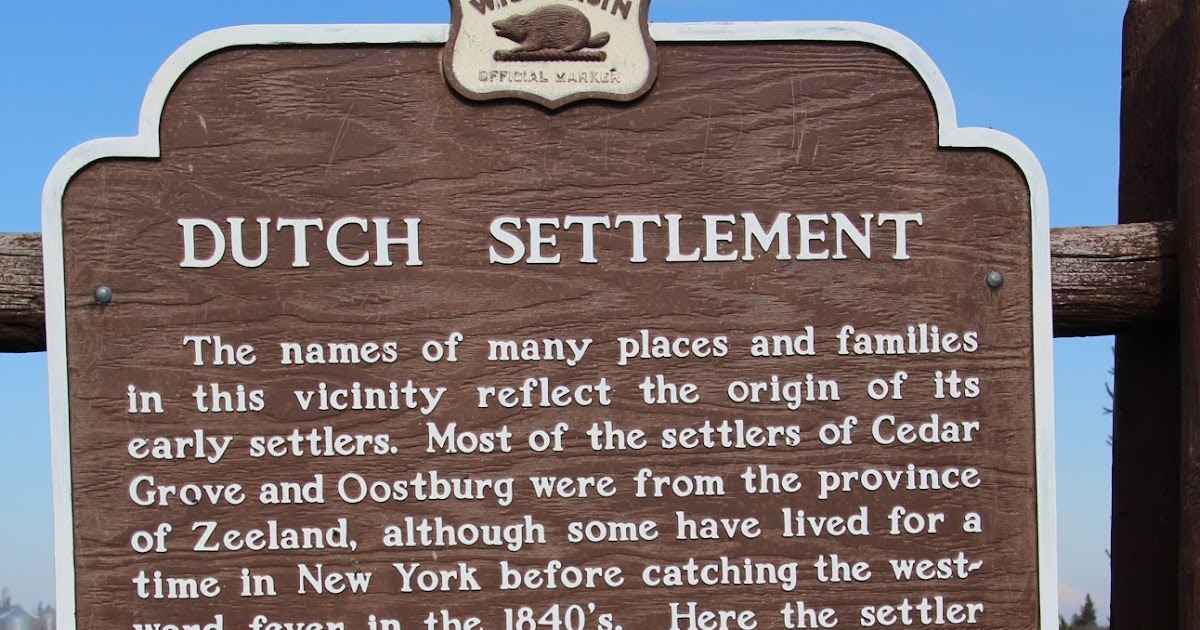 WISCONSIN
OFFICIAL MARKER
DUTCH SETTLEMENT
The names of many places and families
in this vicinity reflect the origin of its
early settlers. Most of the settlers of Cedar
Grove and Oostburg were from the province
of Zeeland, although some have lived for a
time in New York before catching the west-
ward fever in the 1840's. Here the settler